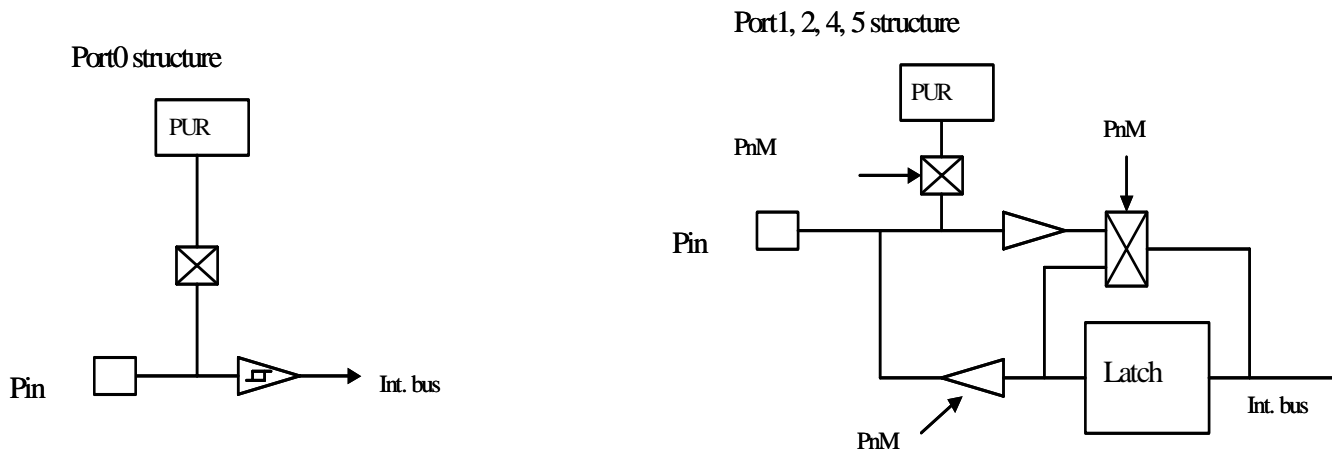 Port0 structure
PUR
Pin
Int. bus
Port1, 2, 4, 5 structure
PUR
PnM
PnM
Pin
Latch
Int. bus
PnM